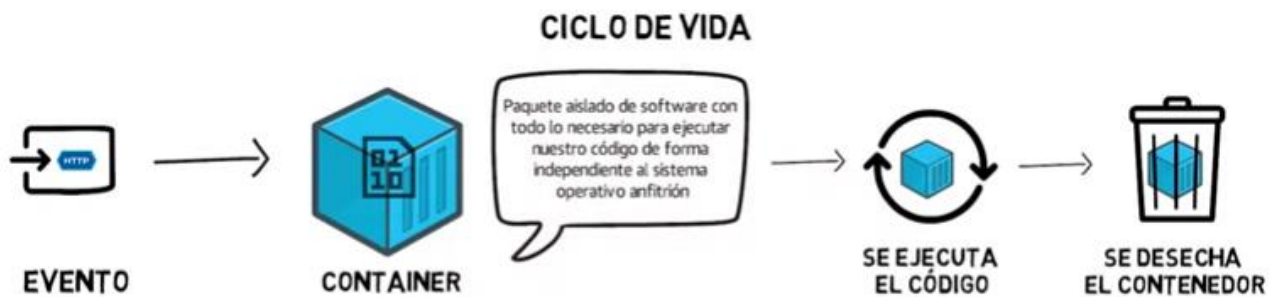 CICLO DE VIDA
HTTP
EVENTO
01
10
CONTAINER
Paquete aislado de software con
todo lo necesario para ejecutar
nuestro código de forma
independiente al sistema
operativo anfitrión
SE EJECUTA
EL CÓDIGO
SE DESECHA
EL CONTENEDOR